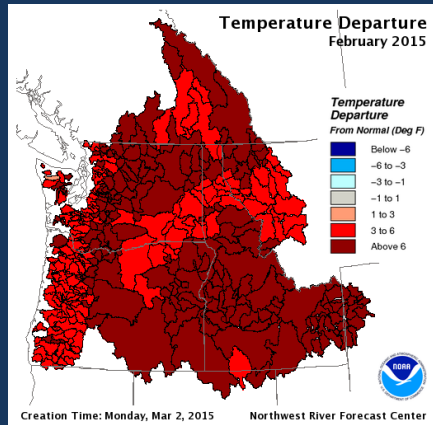 Temperature Departure
February 2015
Temperature
Departure
From Normal (Deg F)
Below −6
−6 to −3
−3 to −1
−1 to 1
1 to 3
3 to 6
Above 6
NOAA
Creation Time: Monday, Mar 2, 2015
Northwest River Forecast Center